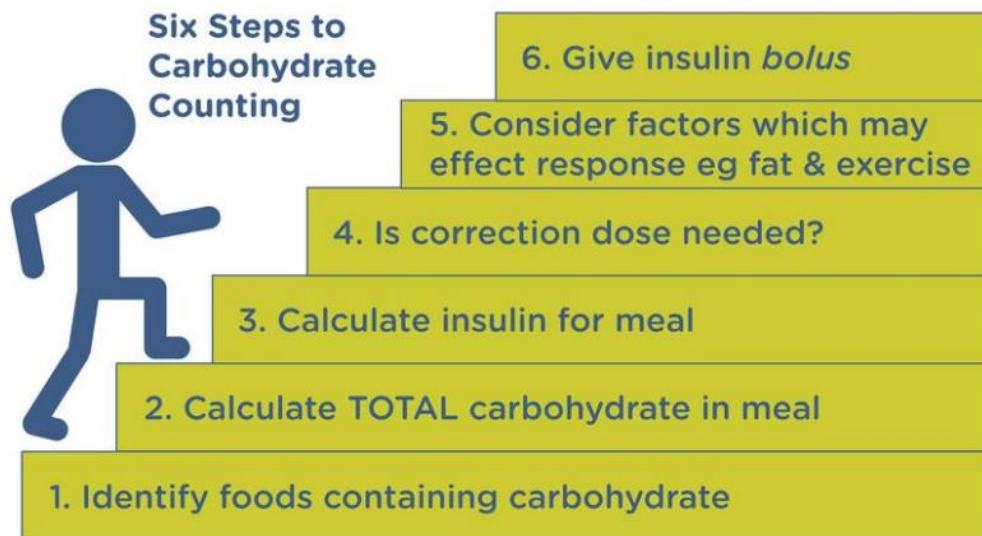 Six Steps to
Carbohydrate
Counting
6. Give insulin bolus
5. Consider factors which may
effect response eg fat & exercise
4. Is correction dose needed?
3. Calculate insulin for meal
2. Calculate TOTAL carbohydrate in meal
1. Identify foods containing carbohydrate